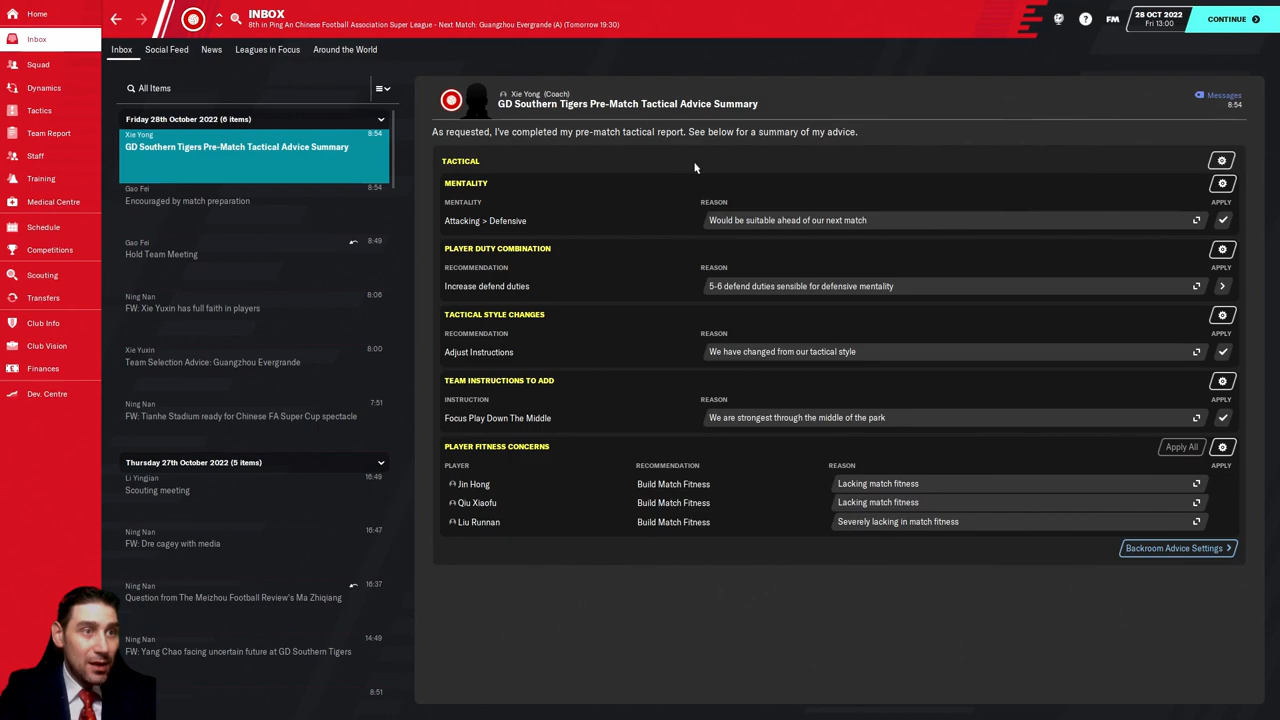 Home
Inbox
Squad
Dynamics
Tactics
Team Report
Staff
Training
Medical Centre
Schedule
Competitions
Scouting
Transfers
Club Info
Club Vision
Finances
Dev. Centre
INBOX
8th in Ping An Chinese Football Association Super League - Next Match: Guangzhou Evergrande (A) (Tomorrow 19:30)
FM
28 OCT 2022
Fri 13:00
CONTINUE
Inbox Social Feed News Leagues in Focus Around the World
All Items
Friday 28th October 2022 (6 items)
Xie Yong 8:54
GD Southern Tigers Pre-Match Tactical Advice Summary
Gao Fei 8:54
Encouraged by match preparation
Gao Fei 8:49
Hold Team Meeting
Ning Nan 8:06
FW: Xie Yuxin has full faith in players
Xie Yuxin 8:00
Team Selection Advice: Guangzhou Evergrande
Ning Nan 7:51
FW: Tianhe Stadium ready for Chinese FA Super Cup spectacle
Thursday 27th October 2022 (5 items)
Li Yingjian 16:49
Scouting meeting
Ning Nan 16:47
FW: Dre cagey with media
Ning Nan 16:37
Question from The Meizhou Football Review's Ma Zhiqiang
Ning Nan 14:49
FW: Yang Chao facing uncertain future at GD Southern Tigers
8:51
Xie Yong (Coach)
GD Southern Tigers Pre-Match Tactical Advice Summary
Messages
8:54
As requested, I've completed my pre-match tactical report. See below for a summary of my advice.
TACTICAL
MENTALITY
MENTALITY REASON APPLY
Attacking > Defensive Would be suitable ahead of our next match
PLAYER DUTY COMBINATION
RECOMMENDATION REASON APPLY
Increase defend duties 5-6 defend duties sensible for defensive mentality
TACTICAL STYLE CHANGES
RECOMMENDATION REASON APPLY
Adjust Instructions We have changed from our tactical style
TEAM INSTRUCTIONS TO ADD
INSTRUCTION REASON APPLY
Focus Play Down The Middle We are strongest through the middle of the park
PLAYER FITNESS CONCERNS Apply All
PLAYER RECOMMENDATION REASON APPLY
Jin Hong Build Match Fitness Lacking match fitness
Qiu Xiaofu Build Match Fitness Lacking match fitness
Liu Runnan Build Match Fitness Severely lacking in match fitness
Backroom Advice Settings